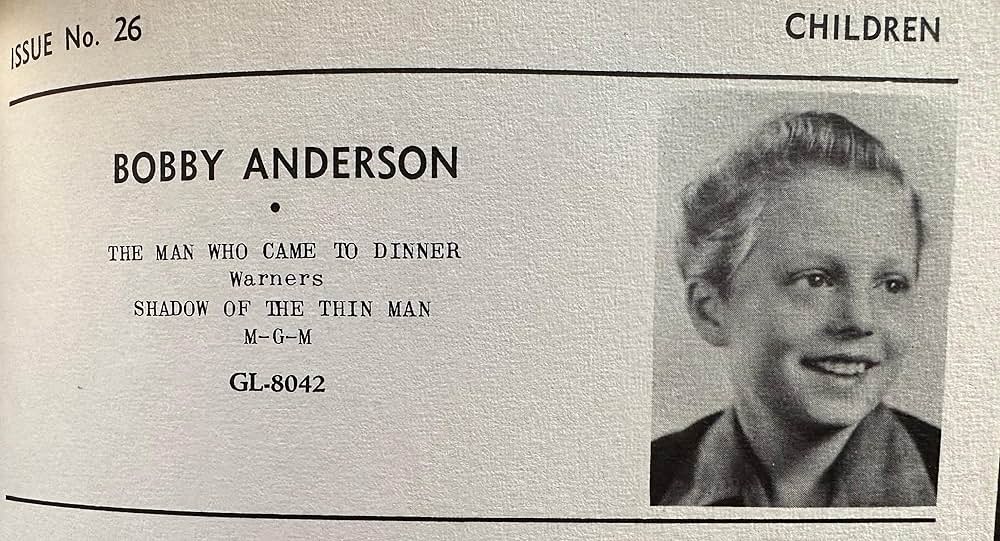 ISSUE No. 26
CHILDREN
BOBBY ANDERSON
•
THE MAN WHO CAME TO DINNER
Warners
SHADOW OF THE THIN MAN
M-G-M
GL-8042